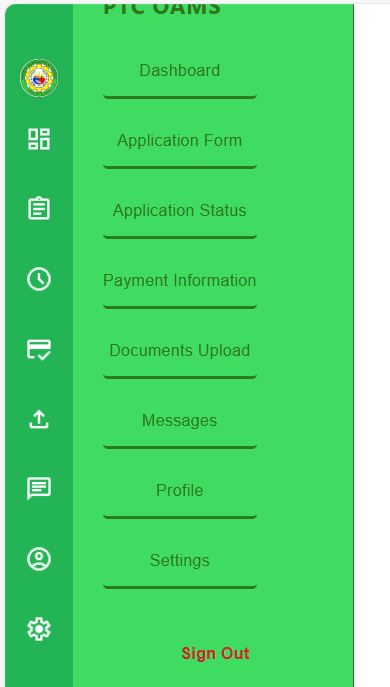 PTC OAMS
Dashboard
Application Form
Application Status
Payment Information
Documents Upload
Messages
Profile
Settings
Sign Out